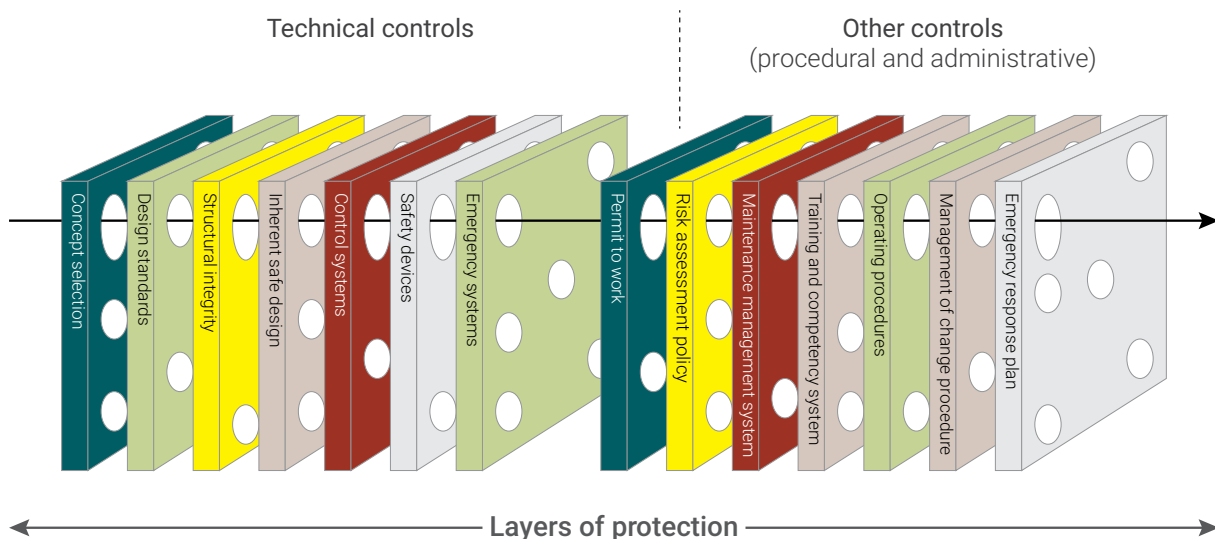 Technical controls
Other controls
(procedural and administrative)
Concept selection
Design standards
Structural integrity
Inherent safe design
Control systems
Safety devices
Emergency systems
Permit to work
Risk assessment policy
Maintenance management system
Training and competency system
Operating procedures
Management of change procedure
Emergency response plan
Layers of protection